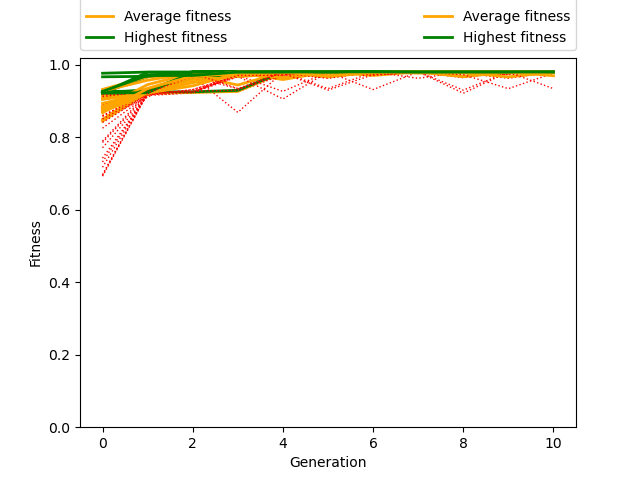 Average fitness Average fitness
Highest fitness Highest fitness
1.0
0.8
0.6
0.4
0.2
0.0
Fitness
0 2 4 6 8 10
Generation